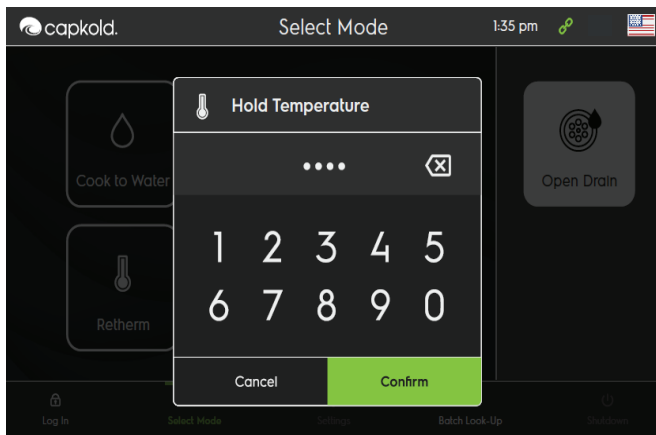 capkold.
Select Mode
1:35 pm
Hold Temperature
••••
Cook to Water
Open Drain
1 2 3 4 5
6 7 8 9 0
Retherm
Cancel
Confirm
Log In
Select Mode
Settings
Batch Look-Up
Shutdown